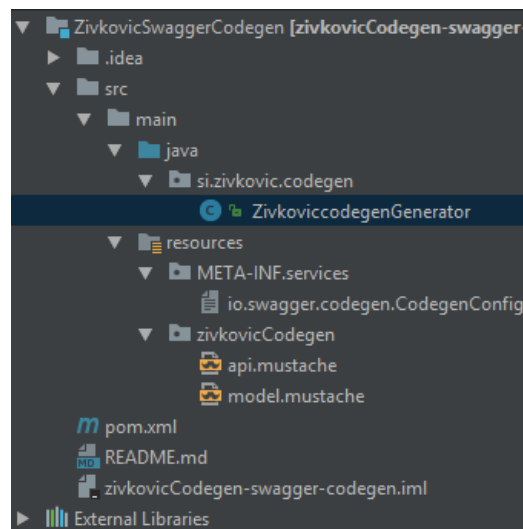 ZivkovicSwaggerCodegen [zivkovicCodegen-swagger-
.idea
src
main
java
si.zivkovic.codegen
C ZivkoviccodegenGenerator
resources
META-INF.services
io.swagger.codegen.CodegenConfig
zivkovicCodegen
api.mustache
model.mustache
m pom.xml
MD README.md
zivkovicCodegen-swagger-codegen.iml
External Libraries